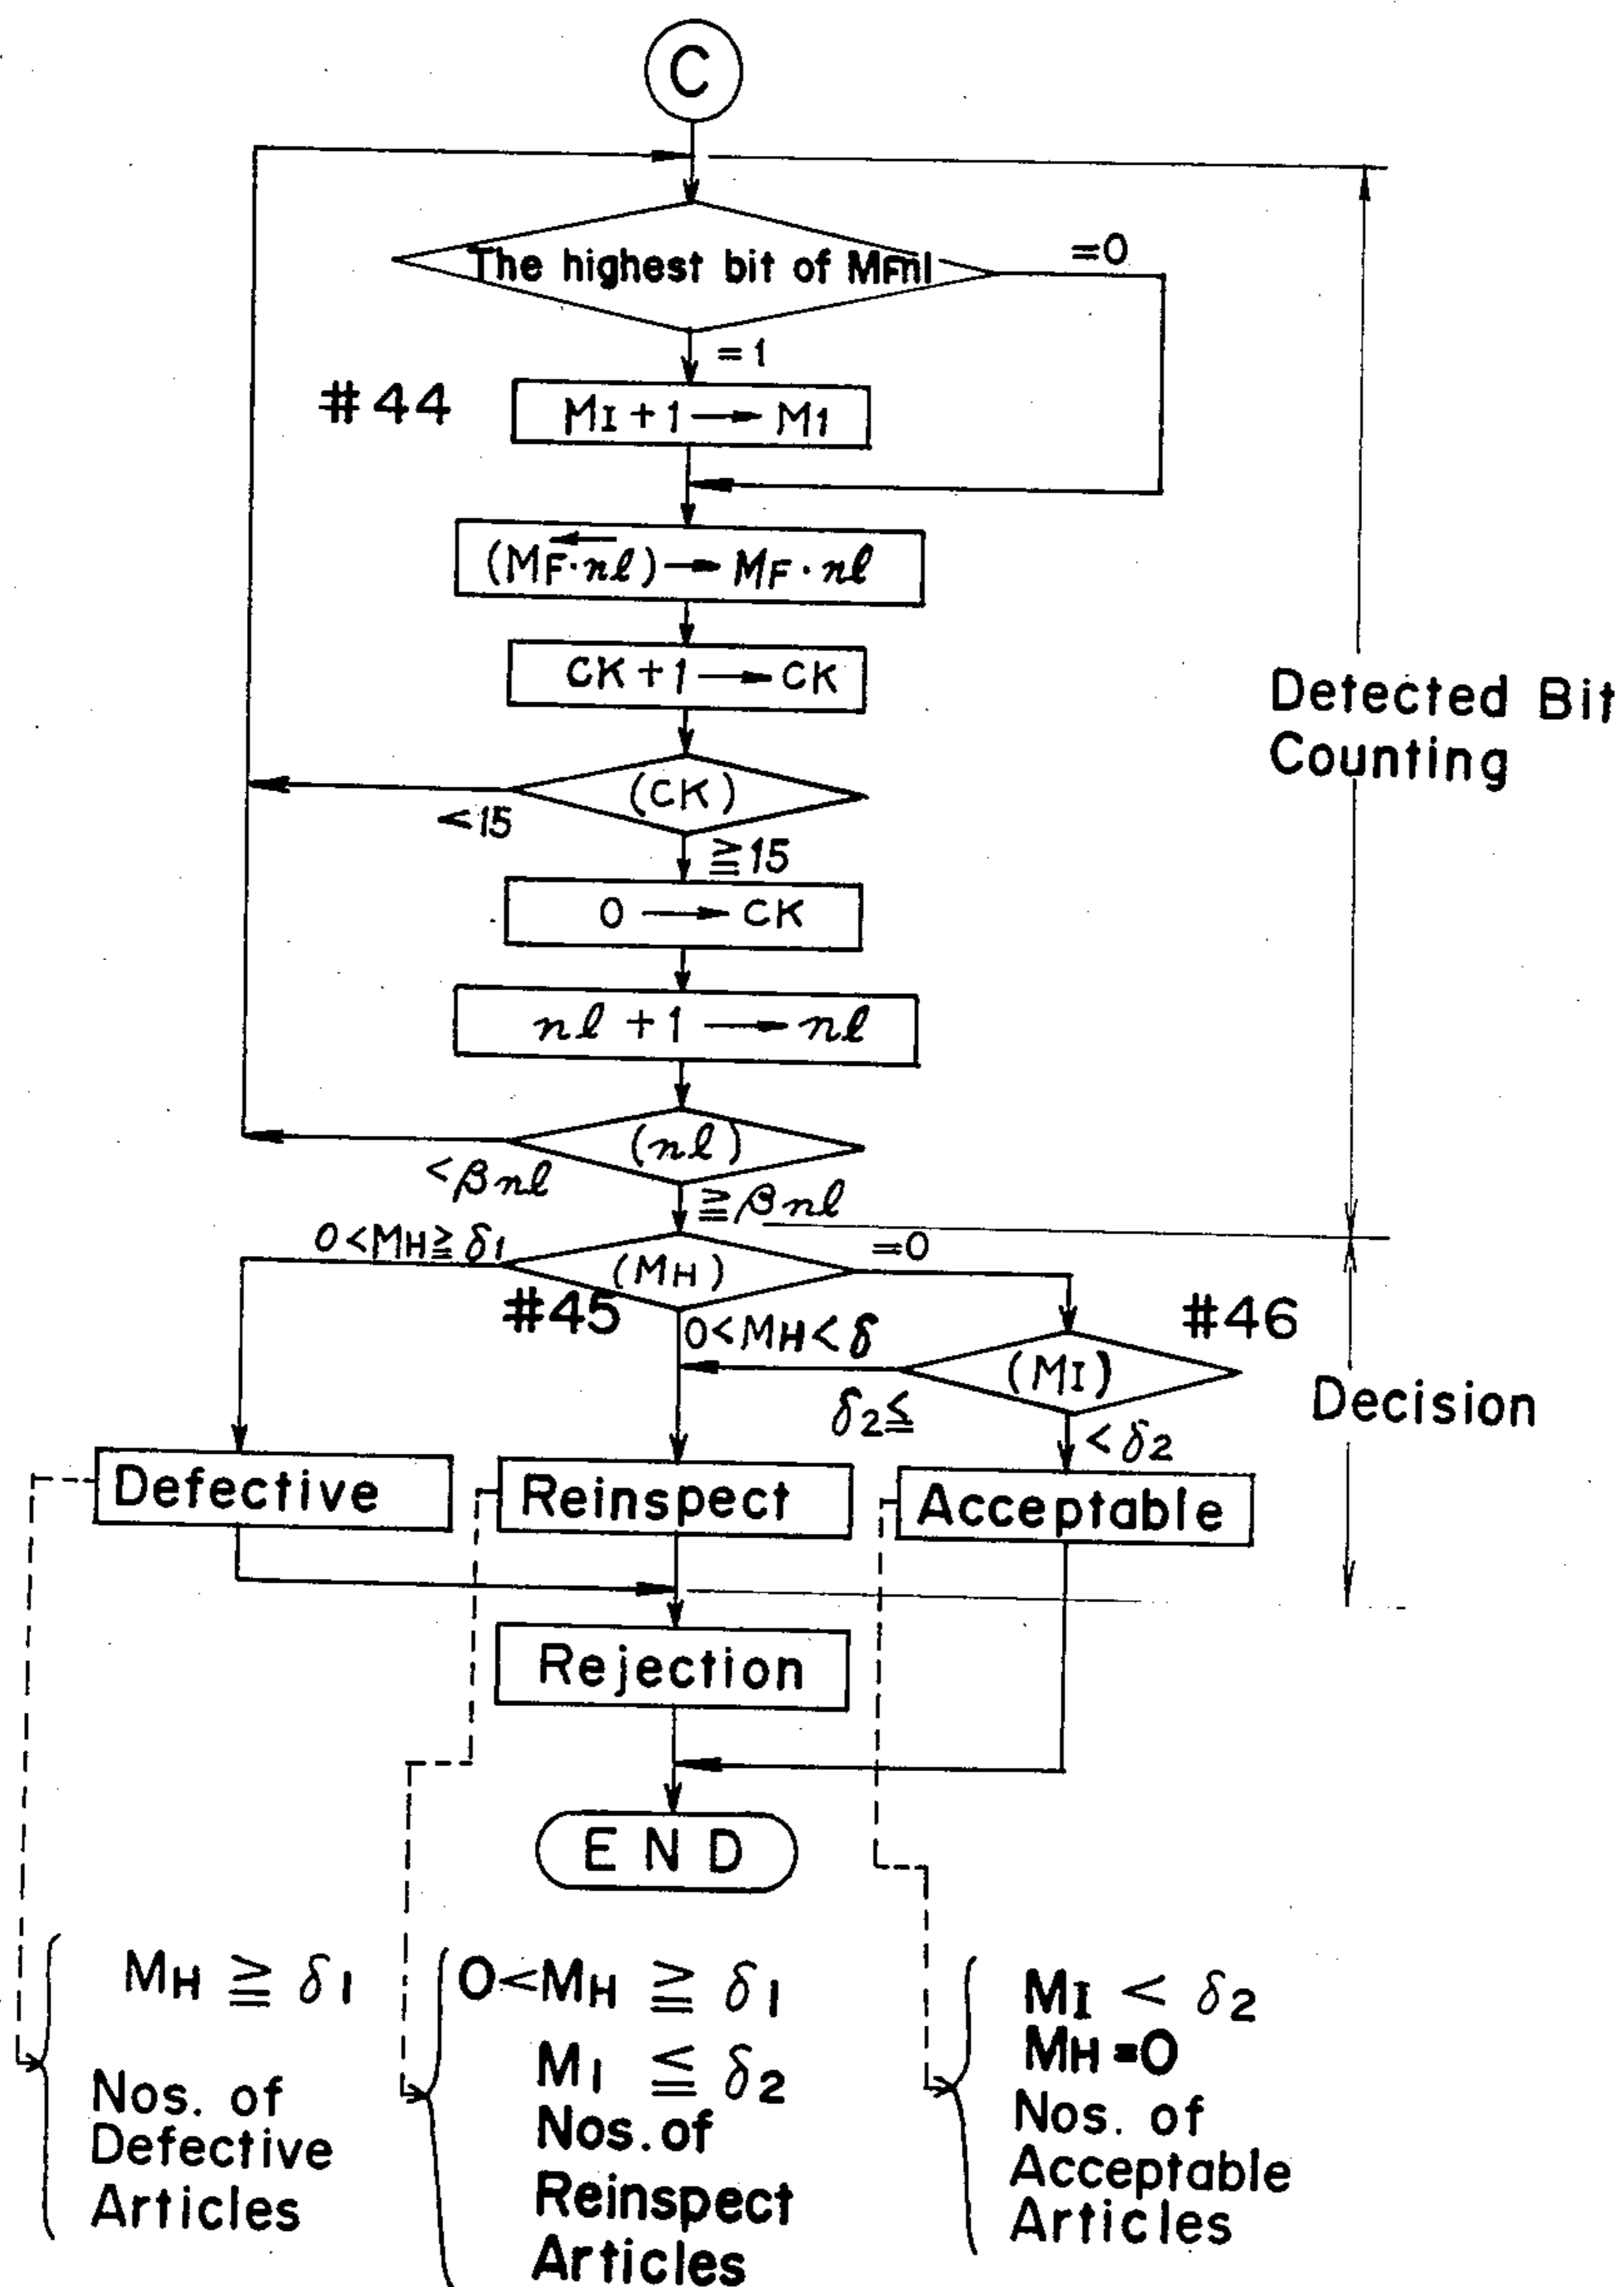 C
The highest bit of MFnl
=0
=1
#44
MI+1→M1
(MF·nl)→MF·nl
CK+1→CK
Detected Bit
Counting
(CK)
<15
≧15
0→CK
nl+1→nl
(nl)
<βnl
≧βnl
0<MH≧δ1
(MH)
=0
#45
#46
0<MH<δ
(MI)
δ2≦
<δ2
Decision
Defective
Reinspect
Acceptable
Rejection
END
MH ≧ δ1
Nos. of
Defective
Articles
0<MH ≧ δ1
M1 ≦ δ2
Nos. of
Reinspect
Articles
MI < δ2
MH=0
Nos. of
Acceptable
Articles